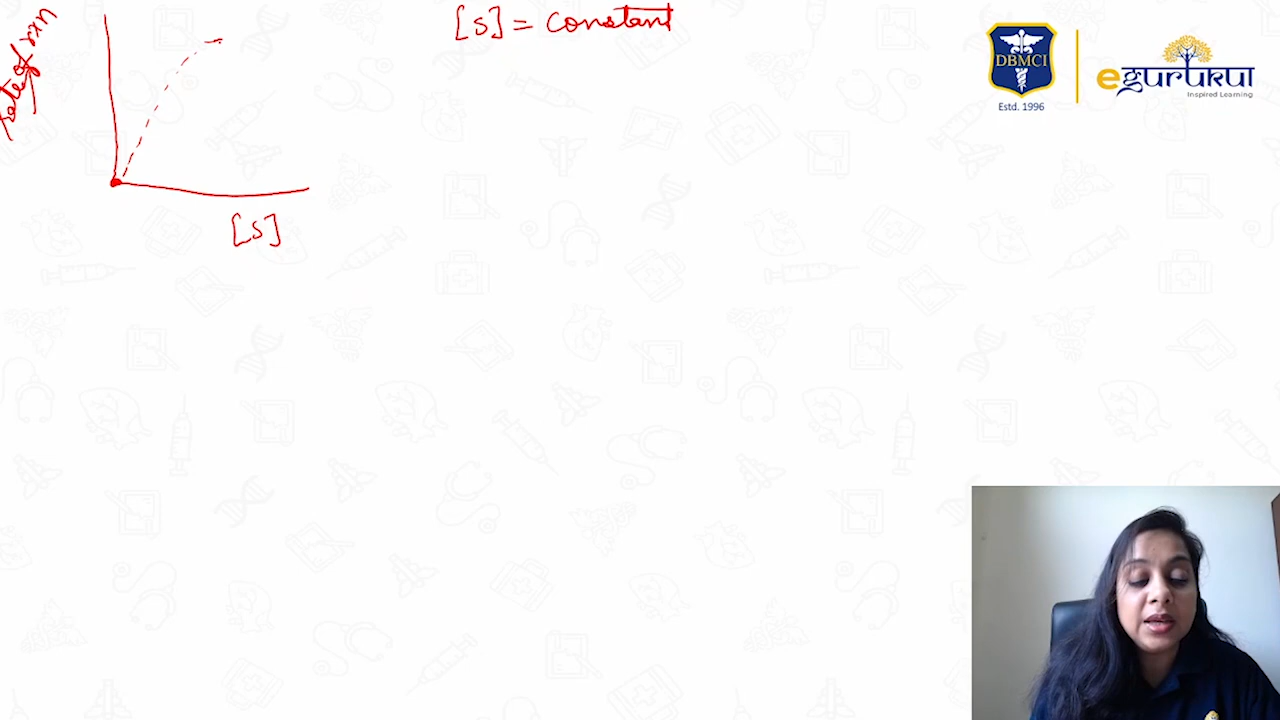 [S] = constant
rate of rxn
[S]
DBMCI
Estd. 1996
egurukul
Inspired Learning